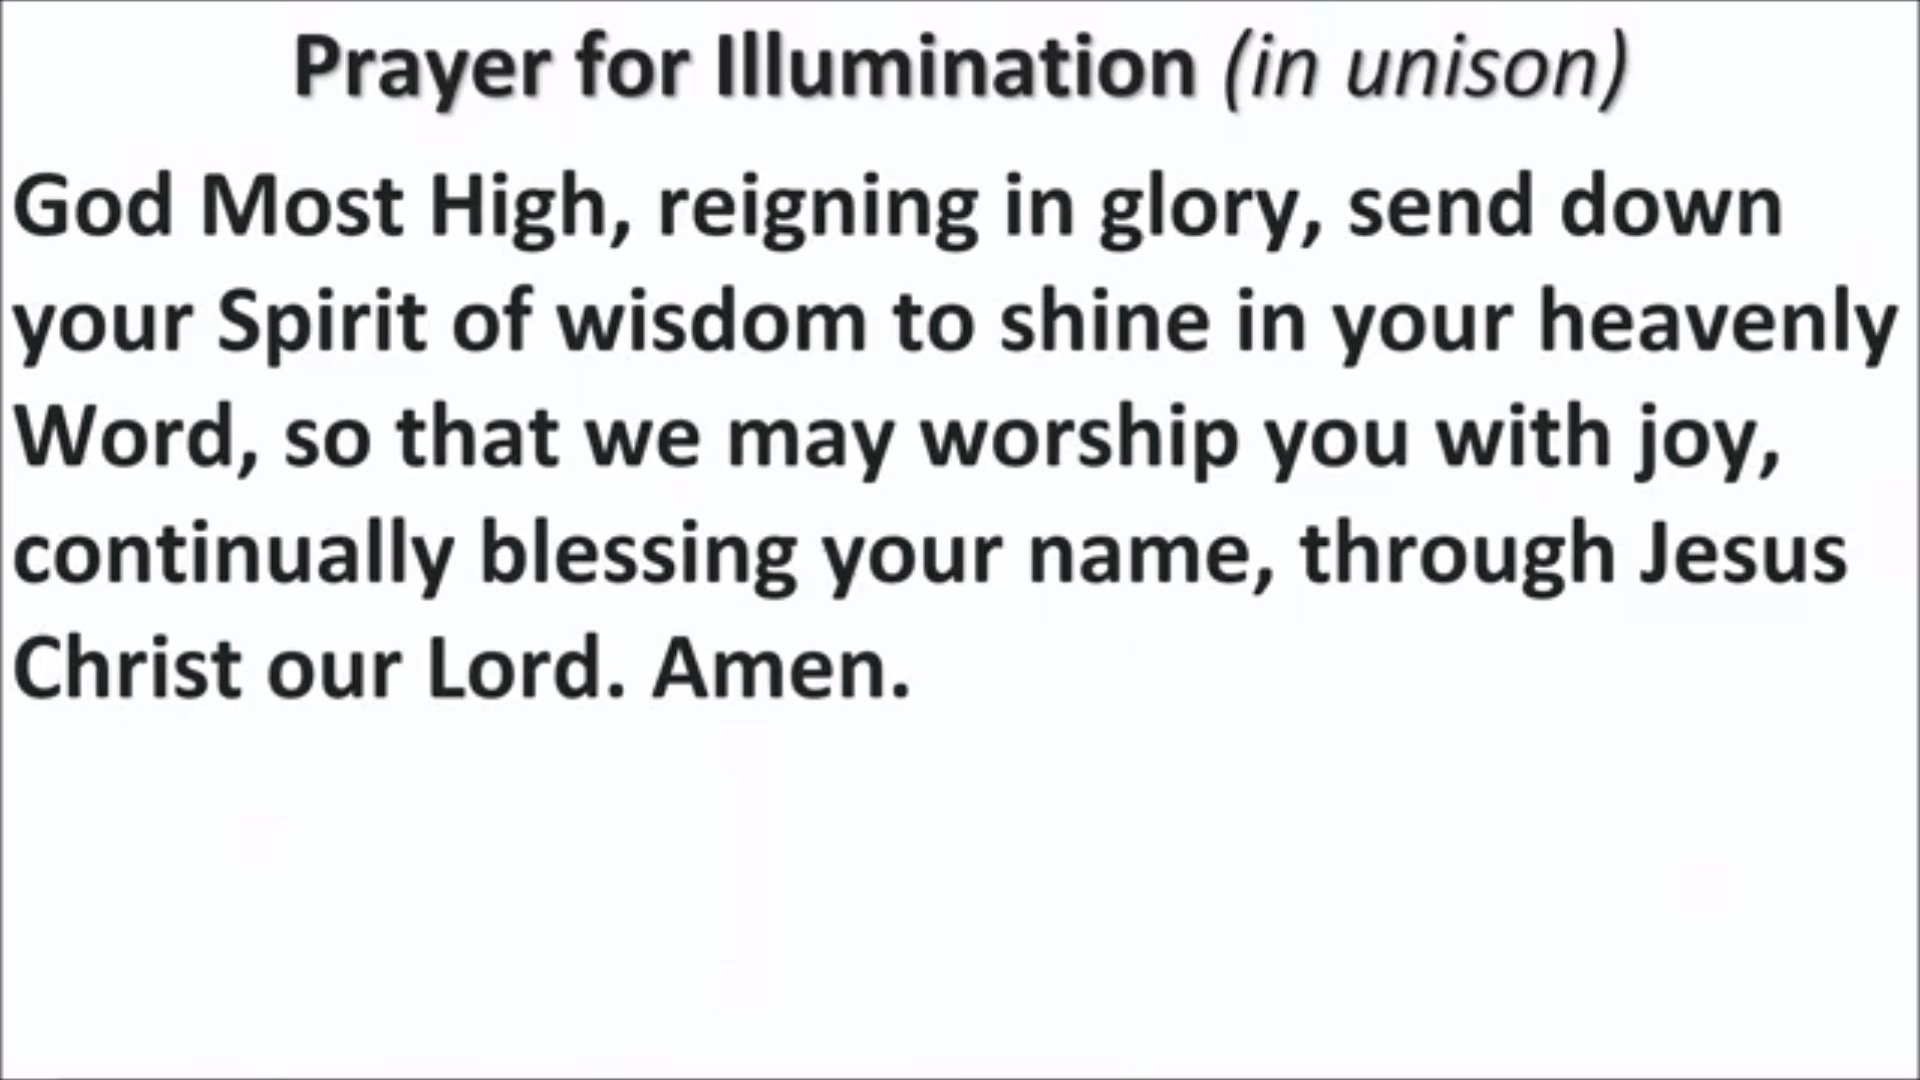 Prayer for Illumination (in unison)
God Most High, reigning in glory, send down
your Spirit of wisdom to shine in your heavenly
Word, so that we may worship you with joy,
continually blessing your name, through Jesus
Christ our Lord. Amen.